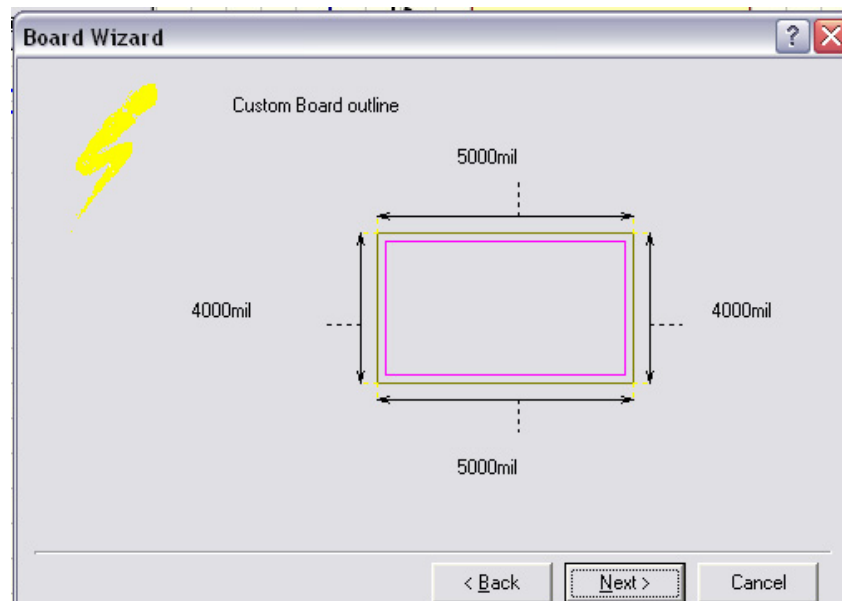 Board Wizard
Custom Board outline
5000mil
4000mil
4000mil
5000mil
< Back
Next >
Cancel